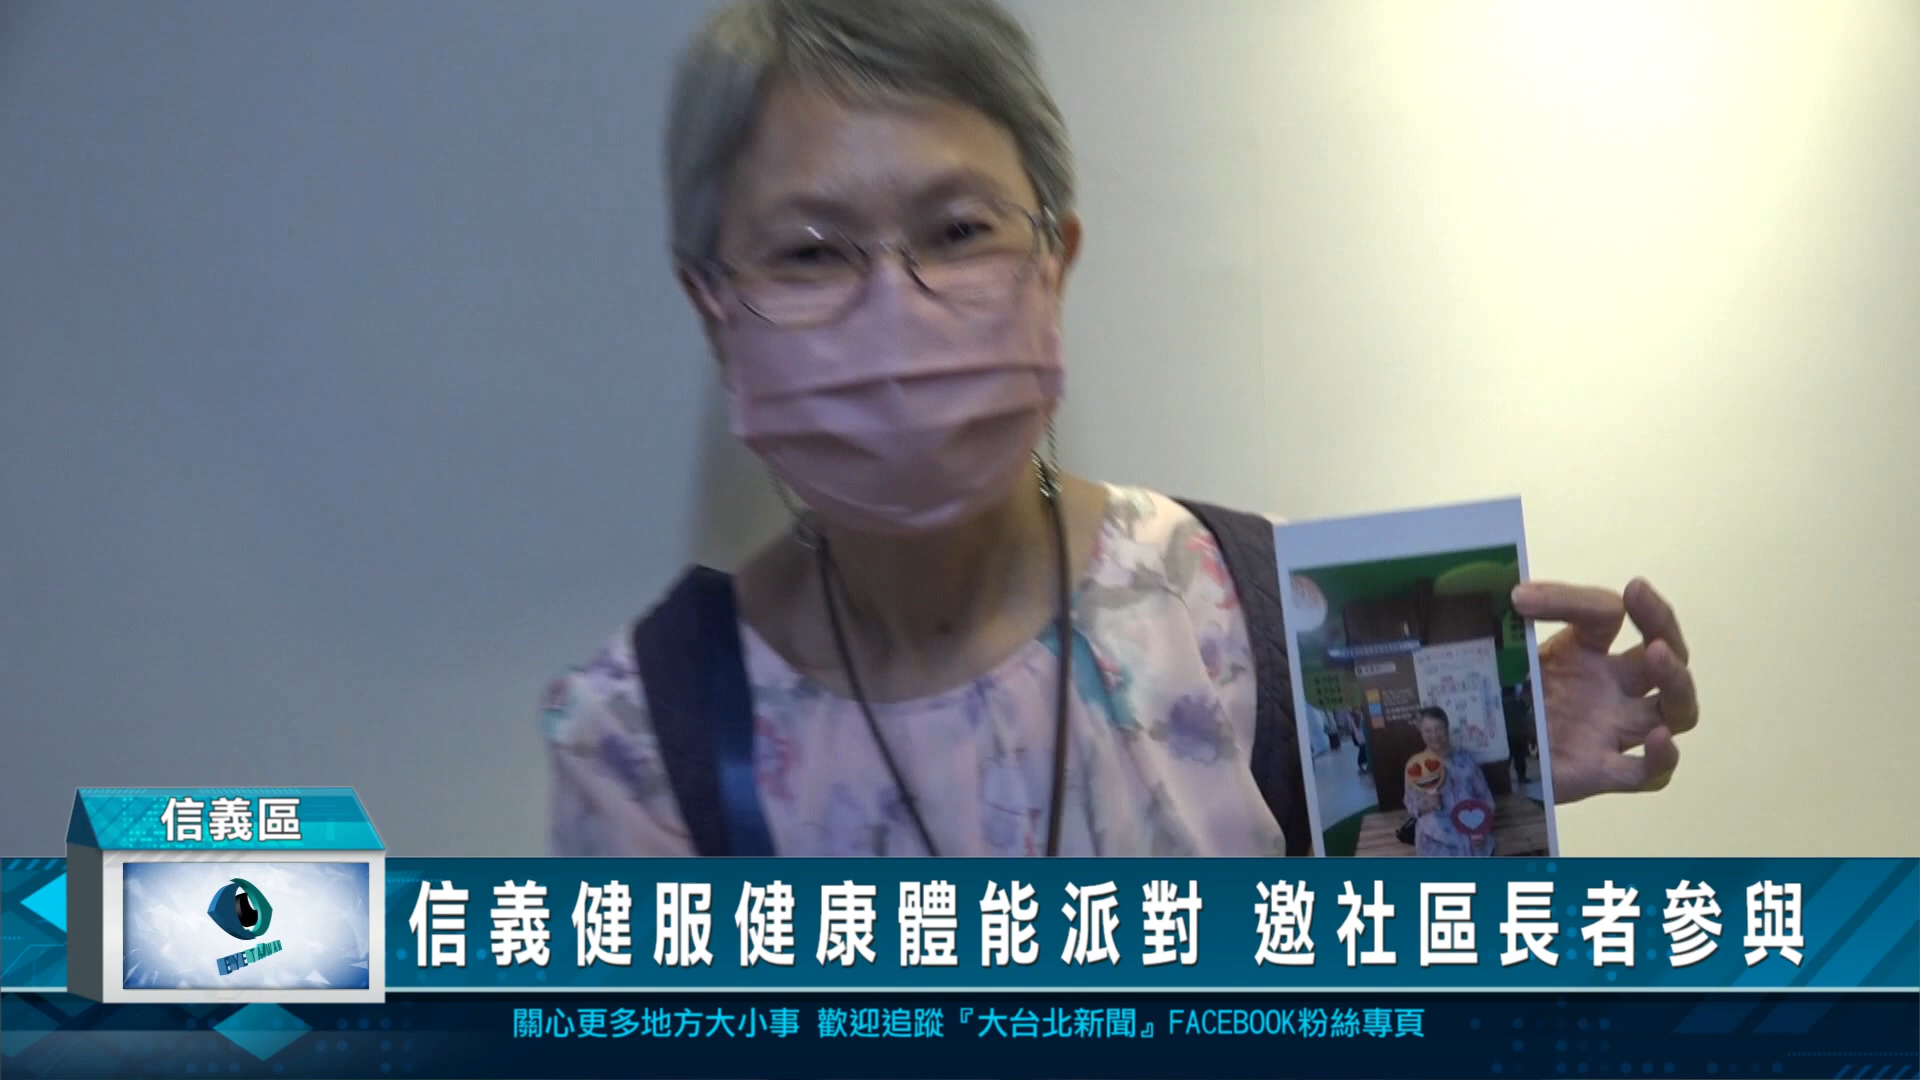 信義區
EYE TAIWAN
信義健服健康體能派對 邀社區長者參與
關心更多地方大小事 歡迎追蹤『大台北新聞』FACEBOOK粉絲專頁